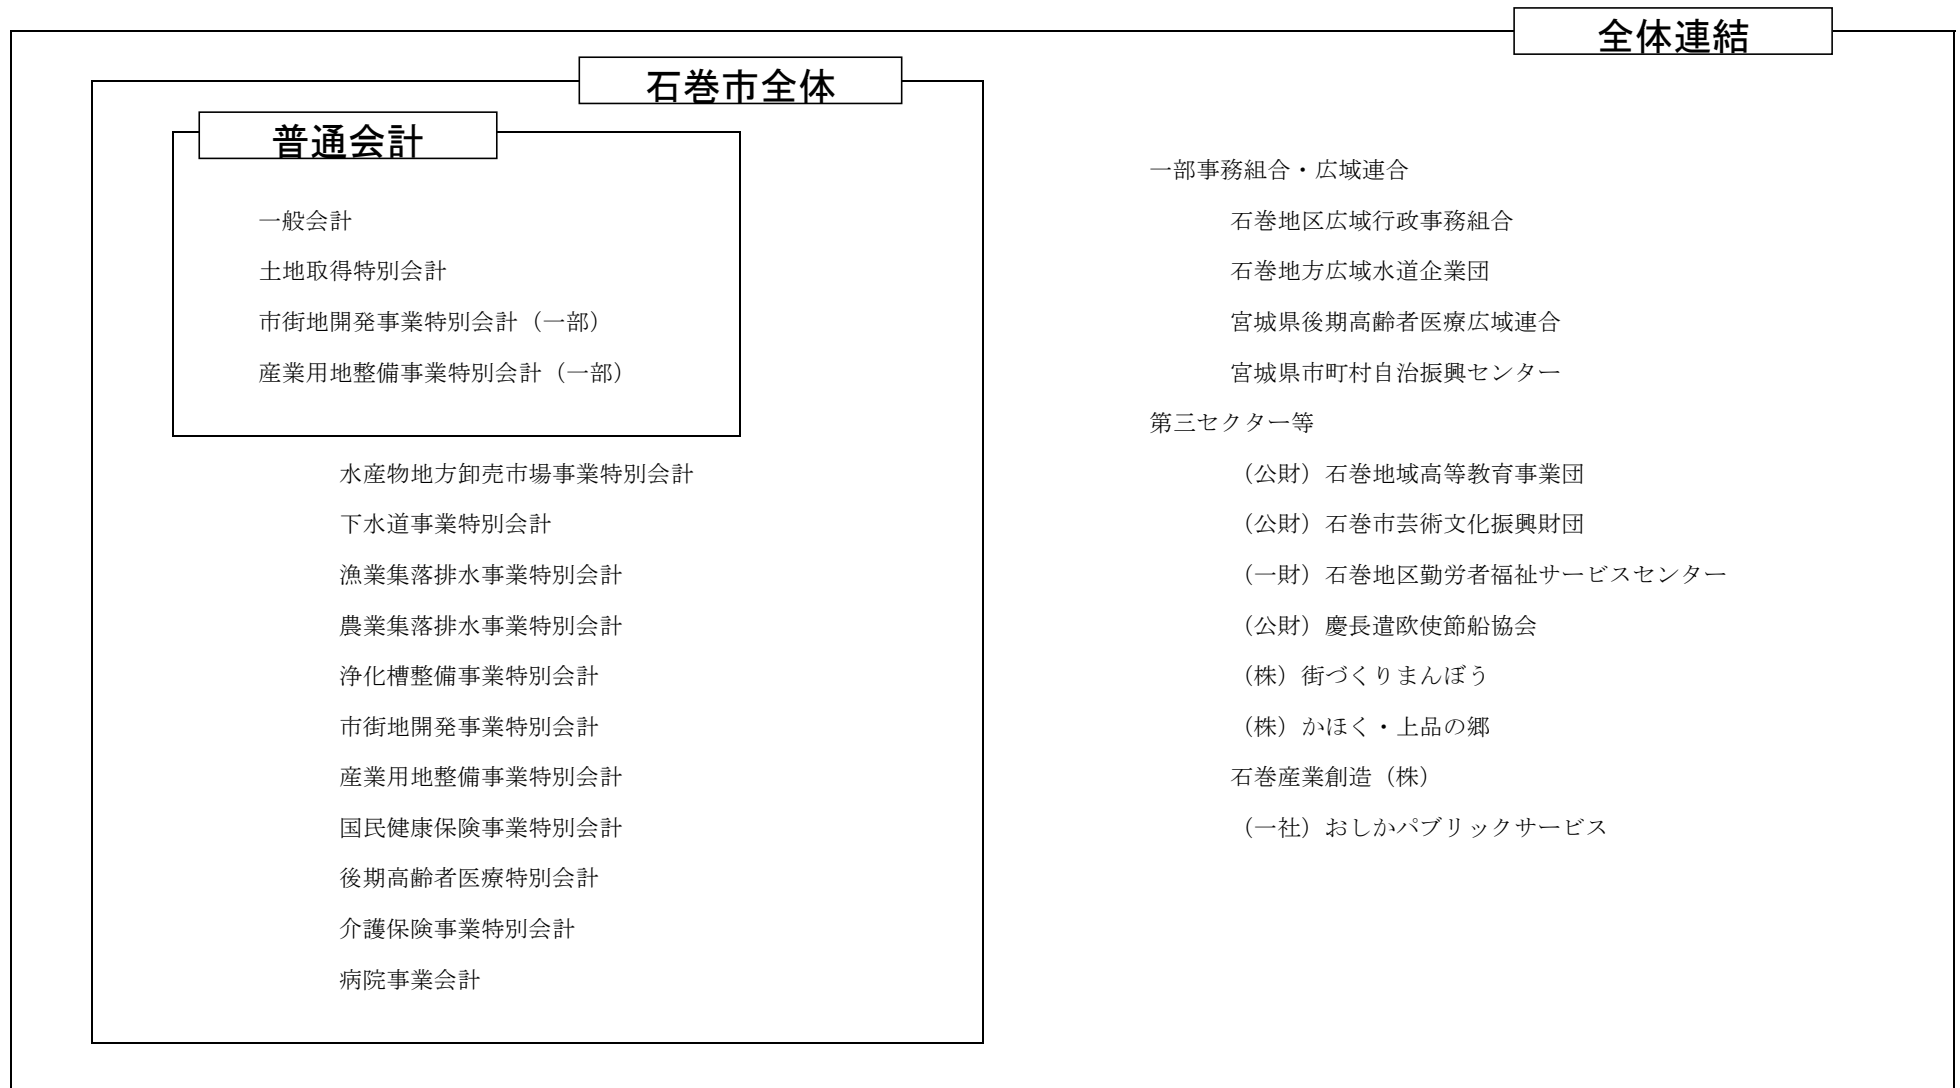 全体連結
石巻市全体
普通会計
一般会計
土地取得特別会計
市街地開発事業特別会計（一部）
産業用地整備事業特別会計（一部）
水産物地方卸売市場事業特別会計
下水道事業特別会計
漁業集落排水事業特別会計
農業集落排水事業特別会計
浄化槽整備事業特別会計
市街地開発事業特別会計
産業用地整備事業特別会計
国民健康保険事業特別会計
後期高齢者医療特別会計
介護保険事業特別会計
病院事業会計
一部事務組合・広域連合
石巻地区広域行政事務組合
石巻地方広域水道企業団
宮城県後期高齢者医療広域連合
宮城県市町村自治振興センター
第三セクター等
（公財）石巻地域高等教育事業団
（公財）石巻市芸術文化振興財団
（一財）石巻地区勤労者福祉サービスセンター
（公財）慶長遣欧使節船協会
（株）街づくりまんぼう
（株）かほく・上品の郷
石巻産業創造（株）
（一社）おしかパブリックサービス